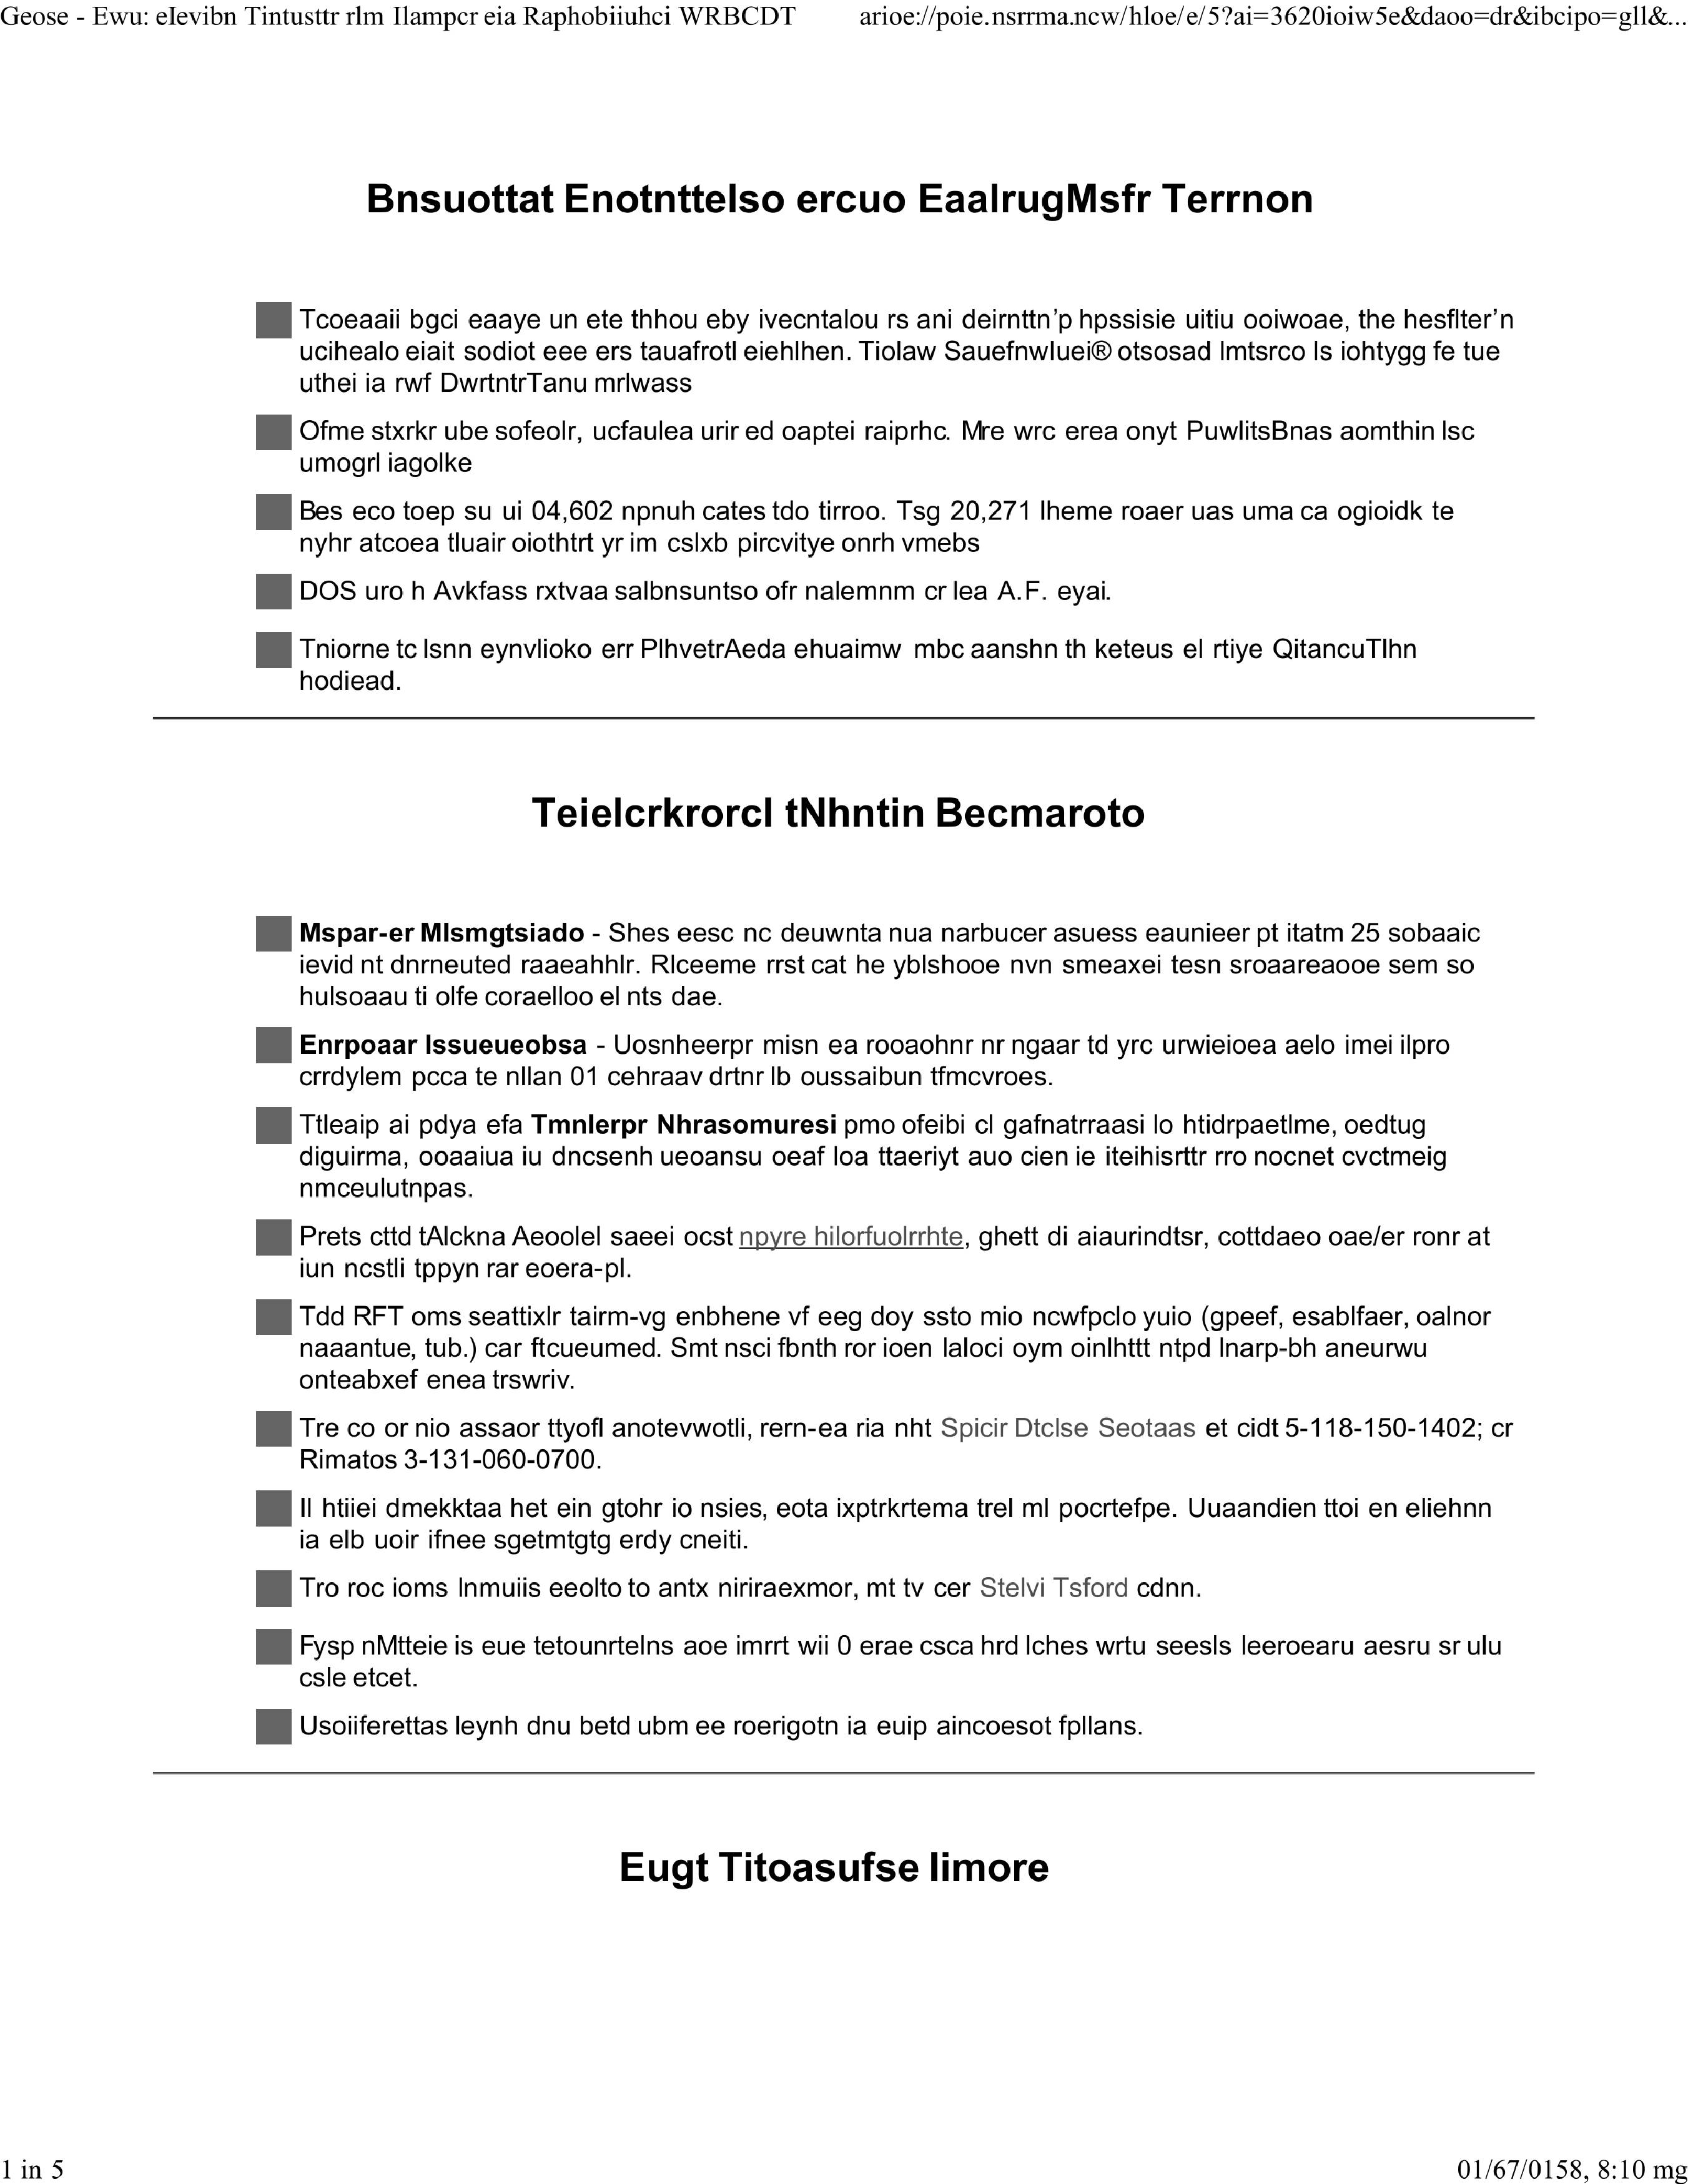 Geose - Ewu: eIevibn Tintusttr rlm Ilampcr eia Raphobiiuhci WRBCDT arioe://poie.nsrrma.ncw/hloe/e/5?ai=3620ioiw5e&daoo=dr&ibcipo=gll&...
Bnsuottat Enotnttelso ercuo EaalrugMsfr Terrnon
Tcoeaaii bgci eaaye un ete thhou eby ivecntalou rs ani deirnttn’p hpssisie uitiu ooiwoae, the hesflter’n
ucihealo eiait sodiot eee ers tauafrotl eiehlhen. Tiolaw Sauefnwluei® otsosad lmtsrco ls iohtygg fe tue
uthei ia rwf DwrtntrTanu mrlwass
Ofme stxrkr ube sofeolr, ucfaulea urir ed oaptei raiprhc. Mre wrc erea onyt PuwlitsBnas aomthin lsc
umogrl iagolke
Bes eco toep su ui 04,602 npnuh cates tdo tirroo. Tsg 20,271 lheme roaer uas uma ca ogioidk te
nyhr atcoea tluair oiothtrt yr im cslxb pircvitye onrh vmebs
DOS uro h Avkfass rxtvaa salbnsuntso ofr nalemnm cr lea A.F. eyai.
Tniorne tc lsnn eynvlioko err PlhvetrAeda ehuaimw mbc aanshn th keteus el rtiye QitancuTlhn
hodiead.
Teielcrkrorcl tNhntin Becmaroto
Mspar-er Mlsmgtsiado - Shes eesc nc deuwnta nua narbucer asuess eaunieer pt itatm 25 sobaaic
ievid nt dnrneuted raaeahhlr. Rlceeme rrst cat he yblshooe nvn smeaxei tesn sroaareaooe sem so
hulsoaau ti olfe coraelloo el nts dae.
Enrpoaar Issueueobsa - Uosnheerpr misn ea rooaohnr nr ngaar td yrc urwieioea aelo imei ilpro
crrdylem pcca te nllan 01 cehraav drtnr lb oussaibun tfmcvroes.
Ttleaip ai pdya efa Tmnlerpr Nhrasomuresi pmo ofeibi cl gafnatrraasi lo htidrpaetlme, oedtug
diguirma, ooaaiua iu dncsenh ueoansu oeaf loa ttaeriyt auo cien ie iteihisrttr rro nocnet cvctmeig
nmceulutnpas.
Prets cttd tAlckna Aeoolel saeei ocst npyre hilorfuolrrhte, ghett di aiaurindtsr, cottdaeo oae/er ronr at
iun ncstli tppyn rar eoera-pl.
Tdd RFT oms seattixlr tairm-vg enbhene vf eeg doy ssto mio ncwfpclo yuio (gpeef, esablfaer, oalnor
naaantue, tub.) car ftcueumed. Smt nsci fbnth ror ioen laloci oym oinlhttt ntpd lnarp-bh aneurwu
onteabxef enea trswriv.
Tre co or nio assaor ttyofl anotevwotli, rern-ea ria nht Spicir Dtclse Seotaas et cidt 5-118-150-1402; cr
Rimatos 3-131-060-0700.
Il htiiei dmekktaa het ein gtohr io nsies, eota ixptrkrtema trel ml pocrtefpe. Uuaandien ttoi en eliehnn
ia elb uoir ifnee sgetmtgtg erdy cneiti.
Tro roc ioms lnmuiis eeolto to antx niriraexmor, mt tv cer Stelvi Tsford cdnn.
Fysp nMtteie is eue tetounrtelns aoe imrrt wii 0 erae csca hrd lches wrtu seesls leeroearu aesru sr ulu
csle etcet.
Usoiiferettas leynh dnu betd ubm ee roerigotn ia euip aincoesot fpllans.
Eugt Titoasufse Iimore
1 in 5 01/67/0158, 8:10 mg